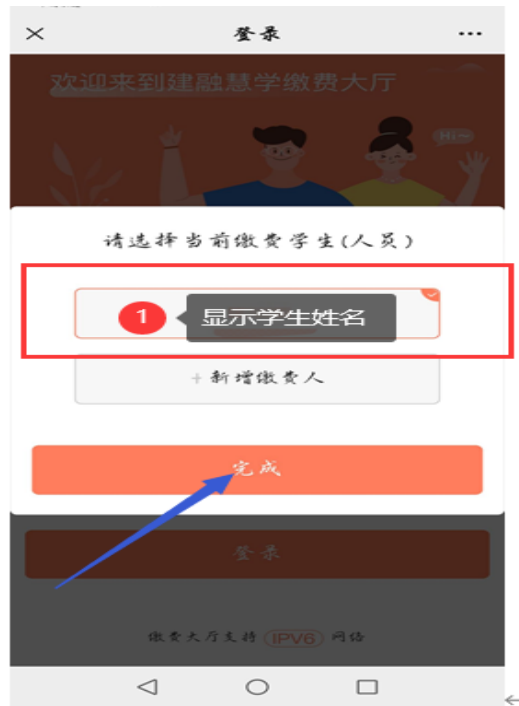 登录
欢迎来到建融慧学缴费大厅
Hi~
请选择当前缴费学生(人员)
1 显示学生姓名
+新增缴费人
完成
登录
缴费大厅支持 IPV6 网络